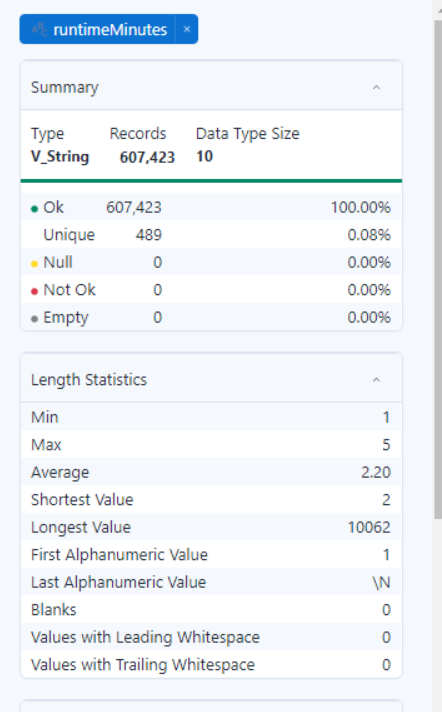 runtimeMinutes ×
Summary
Type Records Data Type Size
V_String 607,423 10
Ok 607,423 100.00%
Unique 489 0.08%
Null 0 0.00%
Not Ok 0 0.00%
Empty 0 0.00%
Length Statistics
Min 1
Max 5
Average 2.20
Shortest Value 2
Longest Value 10062
First Alphanumeric Value 1
Last Alphanumeric Value \N
Blanks 0
Values with Leading Whitespace 0
Values with Trailing Whitespace 0